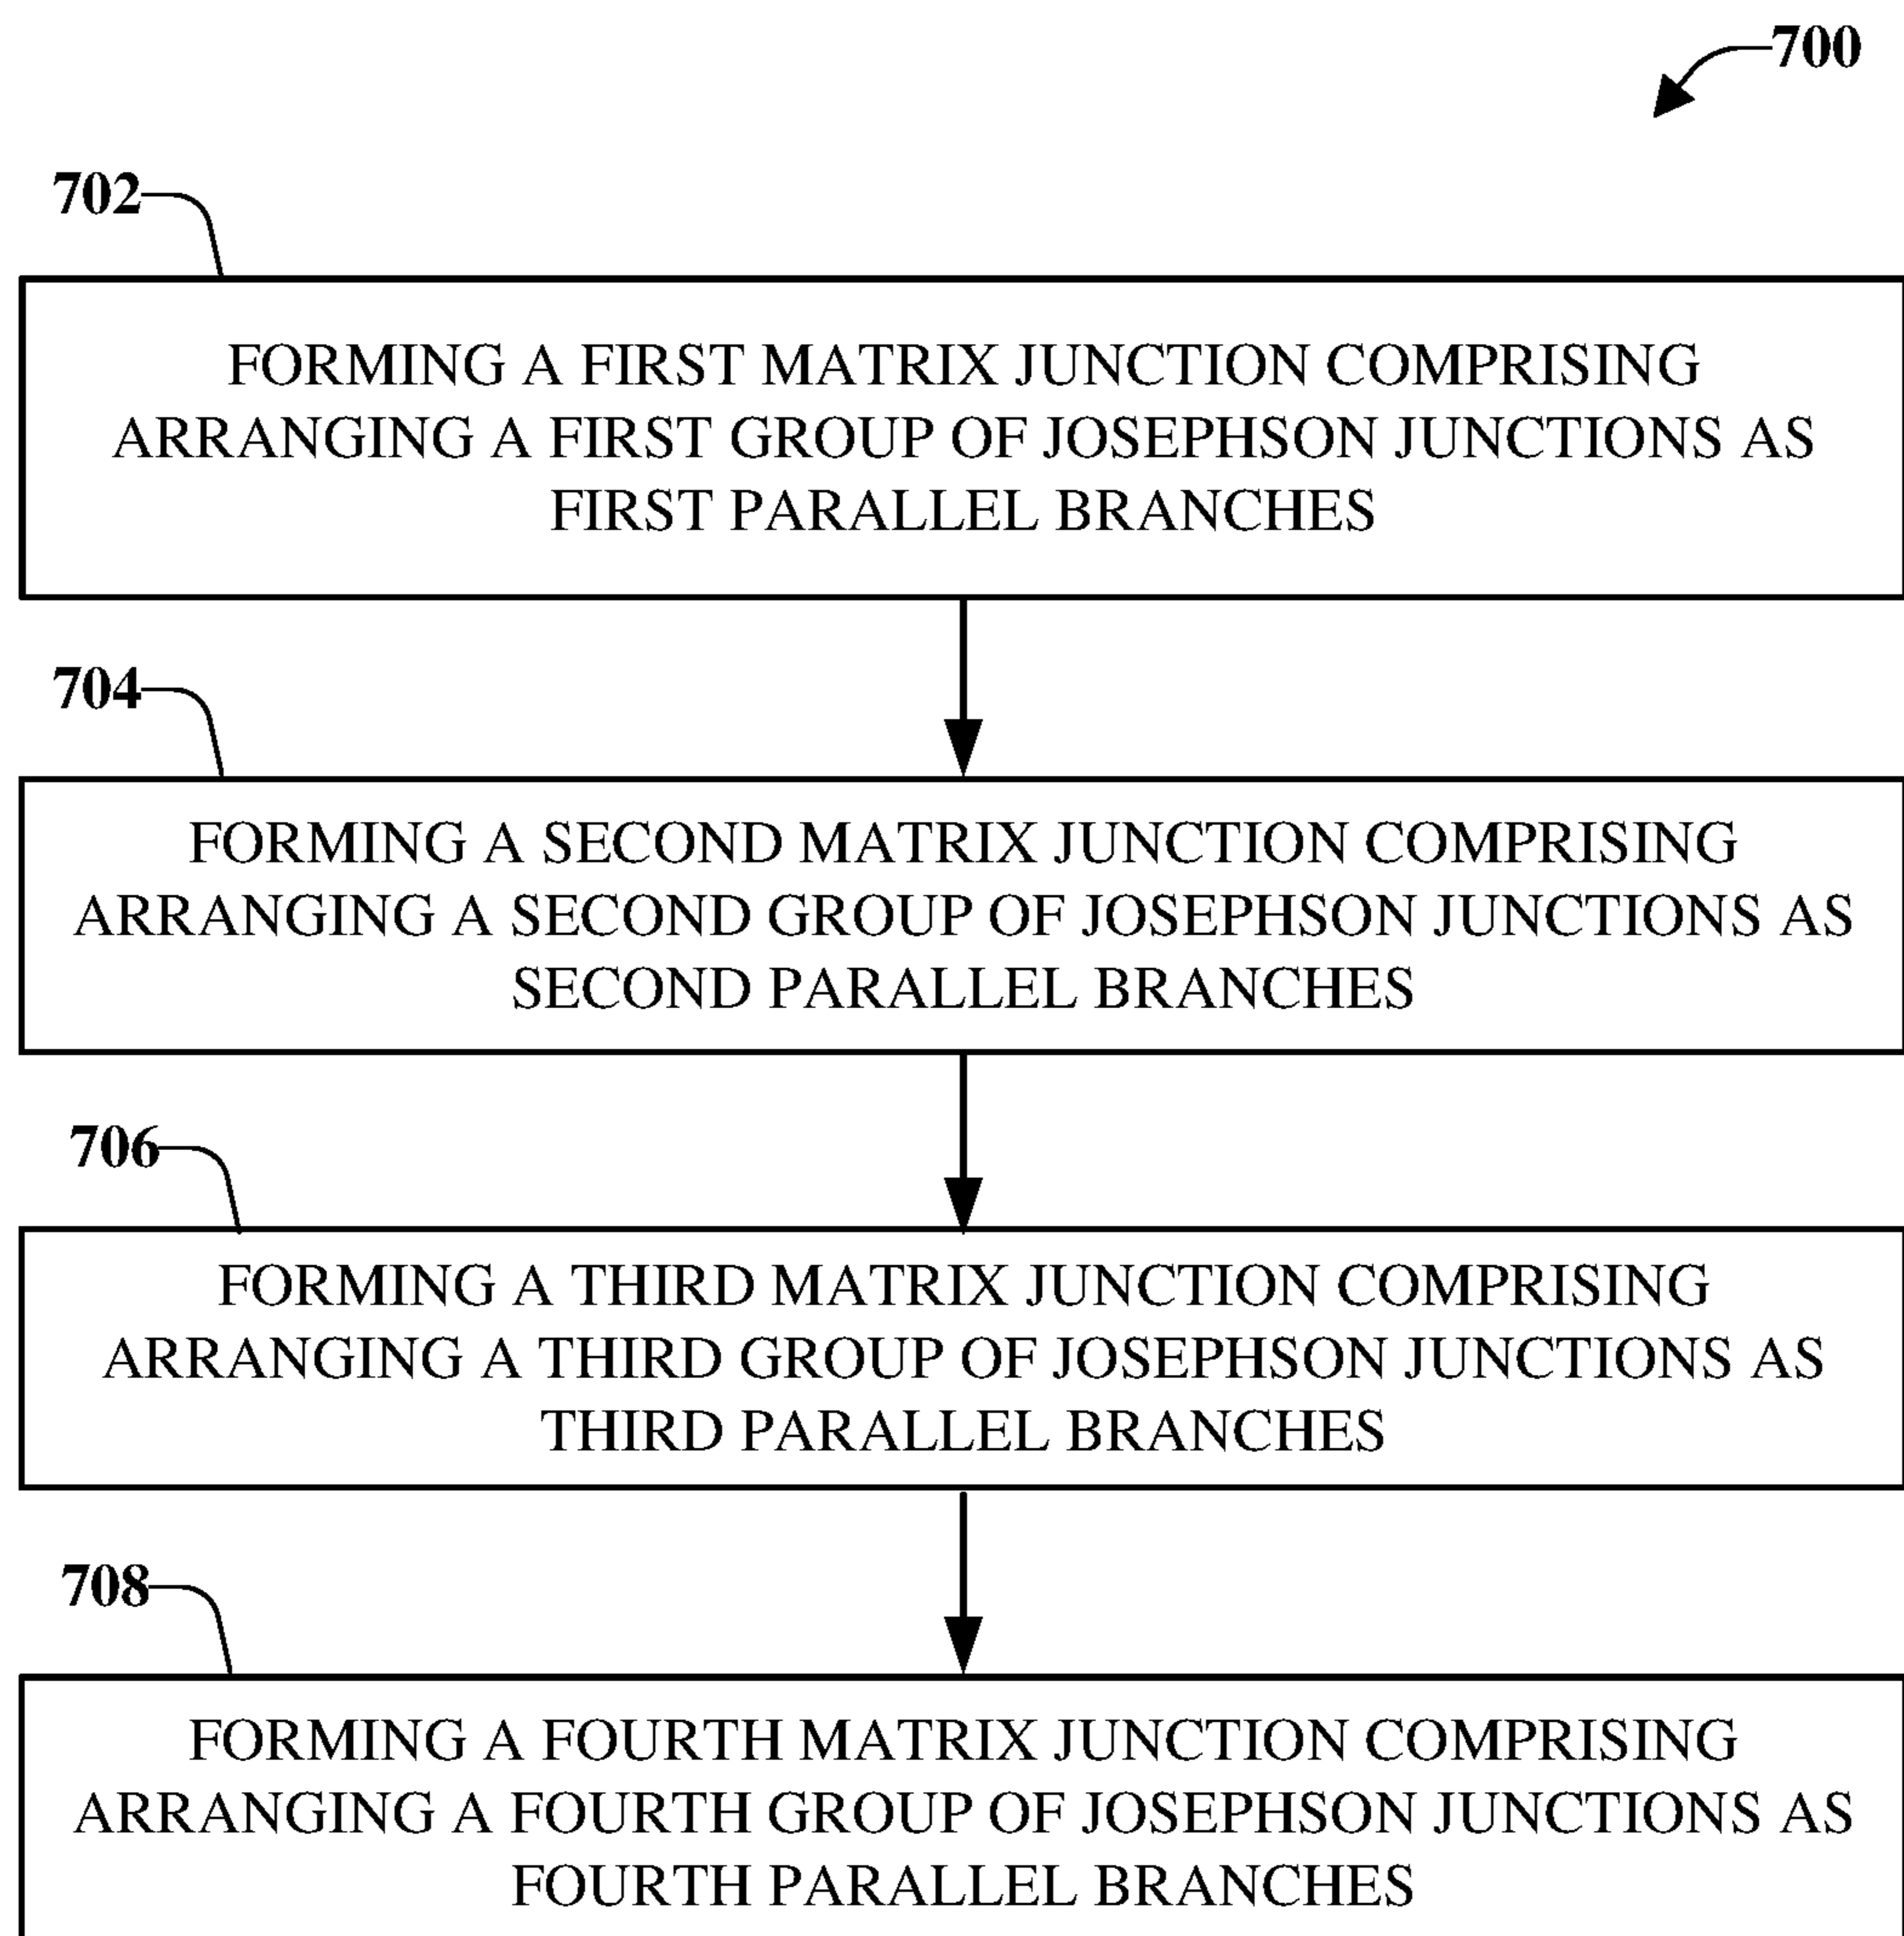 700
702
FORMING A FIRST MATRIX JUNCTION COMPRISING
ARRANGING A FIRST GROUP OF JOSEPHSON JUNCTIONS AS
FIRST PARALLEL BRANCHES
704
FORMING A SECOND MATRIX JUNCTION COMPRISING
ARRANGING A SECOND GROUP OF JOSEPHSON JUNCTIONS AS
SECOND PARALLEL BRANCHES
706
FORMING A THIRD MATRIX JUNCTION COMPRISING
ARRANGING A THIRD GROUP OF JOSEPHSON JUNCTIONS AS
THIRD PARALLEL BRANCHES
708
FORMING A FOURTH MATRIX JUNCTION COMPRISING
ARRANGING A FOURTH GROUP OF JOSEPHSON JUNCTIONS AS
FOURTH PARALLEL BRANCHES